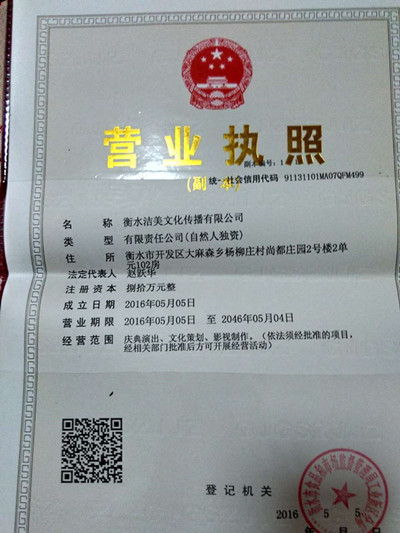 营业执照
副本编号：1
(副本)
统一社会信用代码 91131101MA07QFM499
名 称 衡水洁美文化传播有限公司
类 型 有限责任公司(自然人独资)
住 所 衡水市开发区大麻森乡杨柳庄村尚都庄园2号楼2单
元102房
法定代表人 赵跃华
注册资本 捌拾万元整
成立日期 2016年05月05日
营业期限 2016年05月05日 至 2046年05月04日
经营范围 庆典演出、文化策划、影视制作。（依法须经批准的项目，
经相关部门批准后方可开展经营活动）
登记机关
2016 5 5